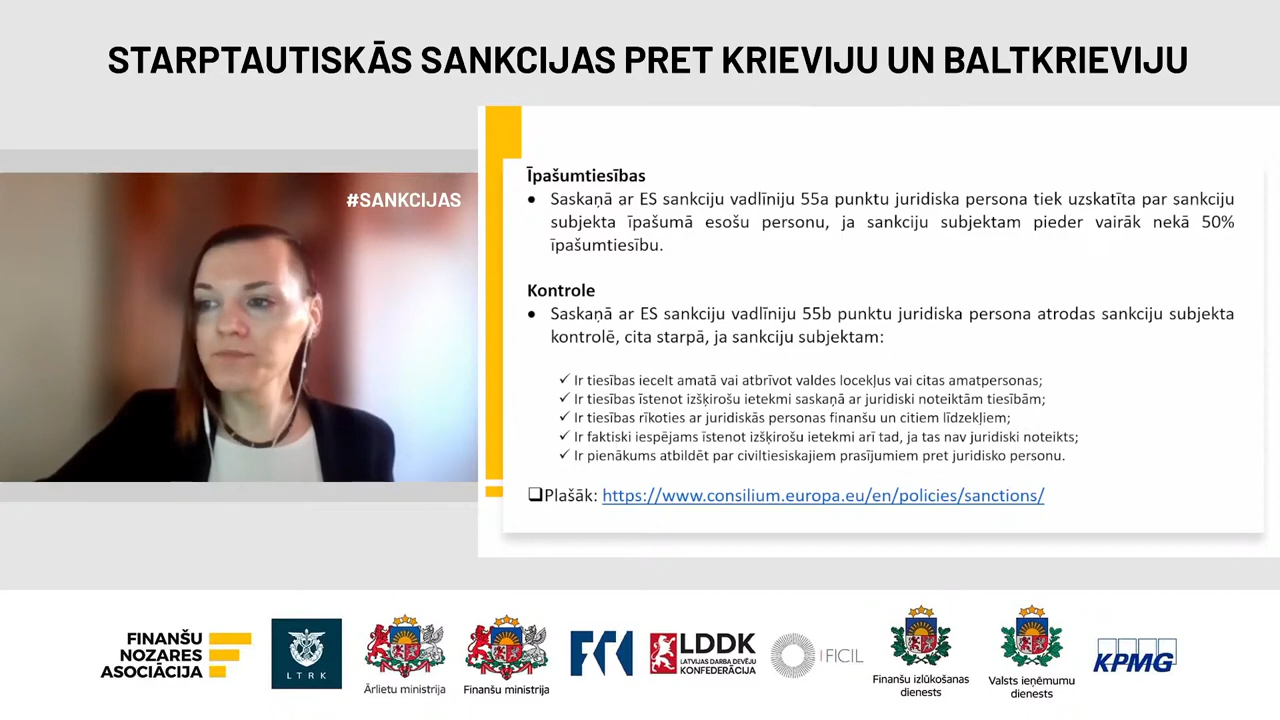 STARPTAUTISKĀS SANKCIJAS PRET KRIEVIJU UN BALTKRIEVIJU
#SANKCIJAS
Īpašumtiesības
• Saskaņā ar ES sankciju vadlīniju 55a punktu juridiska persona tiek uzskatīta par sankciju
subjekta īpašumā esošu personu, ja sankciju subjektam pieder vairāk nekā 50%
īpašumtiesību.
Kontrole
• Saskaņā ar ES sankciju vadlīniju 55b punktu juridiska persona atrodas sankciju subjekta
kontrolē, cita starpā, ja sankciju subjektam:
✓ Ir tiesības iecelt amatā vai atbrīvot valdes locekļus vai citas amatpersonas;
✓ Ir tiesības īstenot izšķirošu ietekmi saskaņā ar juridiski noteiktām tiesībām;
✓ Ir tiesības rīkoties ar juridiskās personas finanšu un citiem līdzekļiem;
✓ Ir faktiski iespējams īstenot izšķirošu ietekmi arī tad, ja tas nav juridiski noteikts;
✓ Ir pienākums atbildēt par civiltiesiskajiem prasījumiem pret juridisko personu.
❑Plašāk: https://www.consilium.europa.eu/en/policies/sanctions/
FINANŠU
NOZARES
ASOCIĀCIJA
LTRK
Ārlietu ministrija
Finanšu ministrija
LDDK
LATVIJAS DARBA DEVĒJU
KONFEDERĀCIJA
FICIL
Finanšu izlūkošanas
dienests
Valsts ieņēmumu
dienests
KPMG